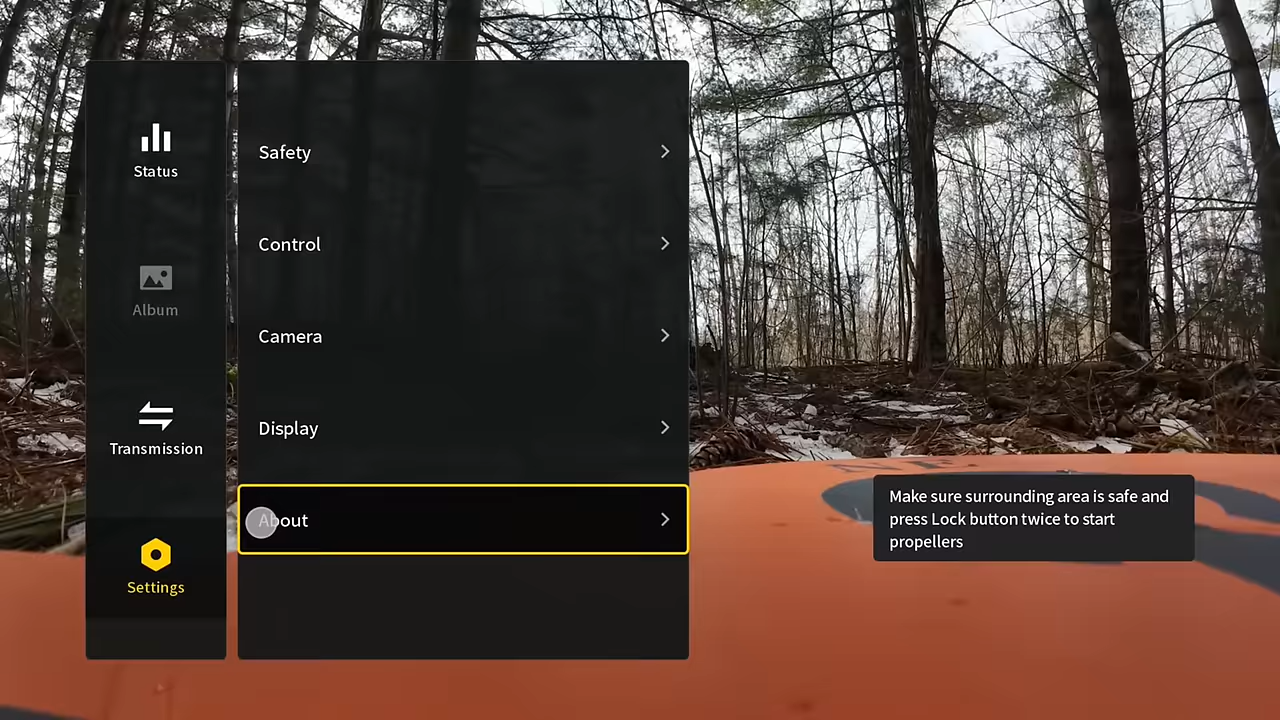 Status
Album
Transmission
Settings
Safety
Control
Camera
Display
About
Make sure surrounding area is safe and
press Lock button twice to start
propellers